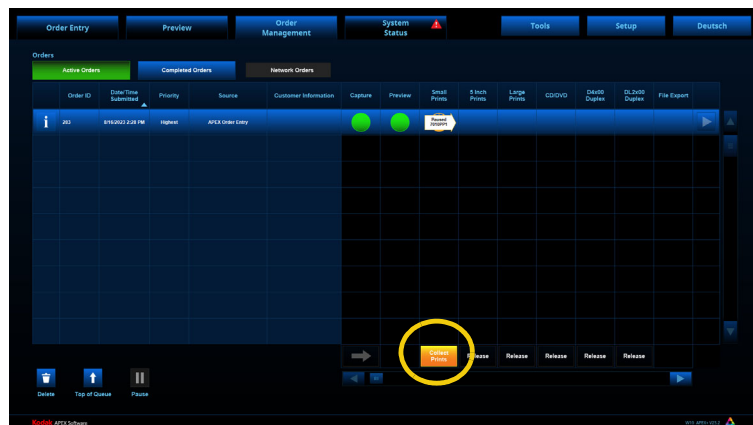 Order Entry
Preview
Order
Management
System
Status
Tools
Setup
Deutsch
Orders
Active Orders
Completed Orders
Network Orders
Order ID
Date/Time
Submitted
Priority
Source
Customer Information
Capture
Preview
Small
Prints
5 Inch
Prints
Large
Prints
CD/DVD
D4x00
Duplex
DL2x00
Duplex
File Export
i
203
8/16/2023 2:28 PM
Highest
APEX Order Entry
Paused
Collect
Prints
Release
Release
Release
Release
Release
Delete
Top of Queue
Pause
Kodak APEX Software